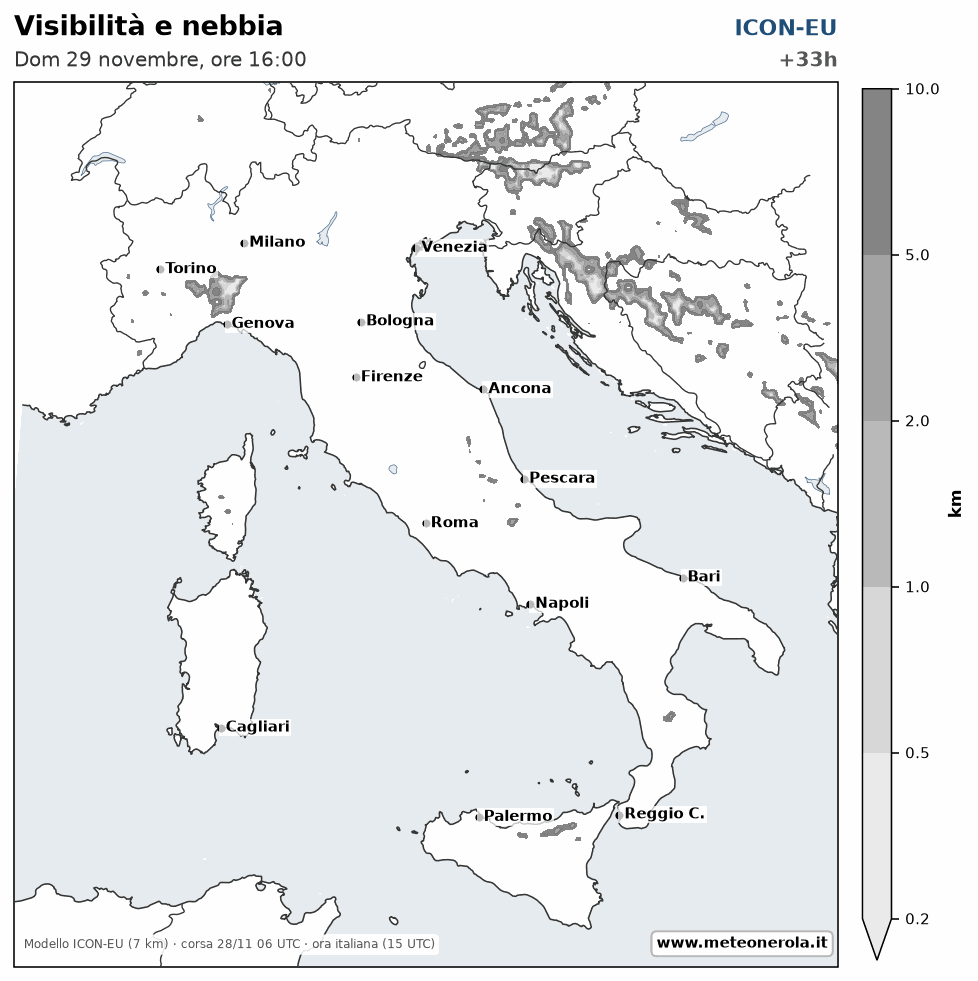 Visibilità e nebbia
ICON-EU
Dom 29 novembre, ore 16:00
+33h
10.0
5.0
2.0
1.0
0.5
0.2
km
Milano
Venezia
Torino
Genova
Bologna
Firenze
Ancona
Pescara
Roma
Bari
Napoli
Cagliari
Palermo
Reggio C.
Modello ICON-EU (7 km) · corsa 28/11 06 UTC · ora italiana (15 UTC)
www.meteonerola.it